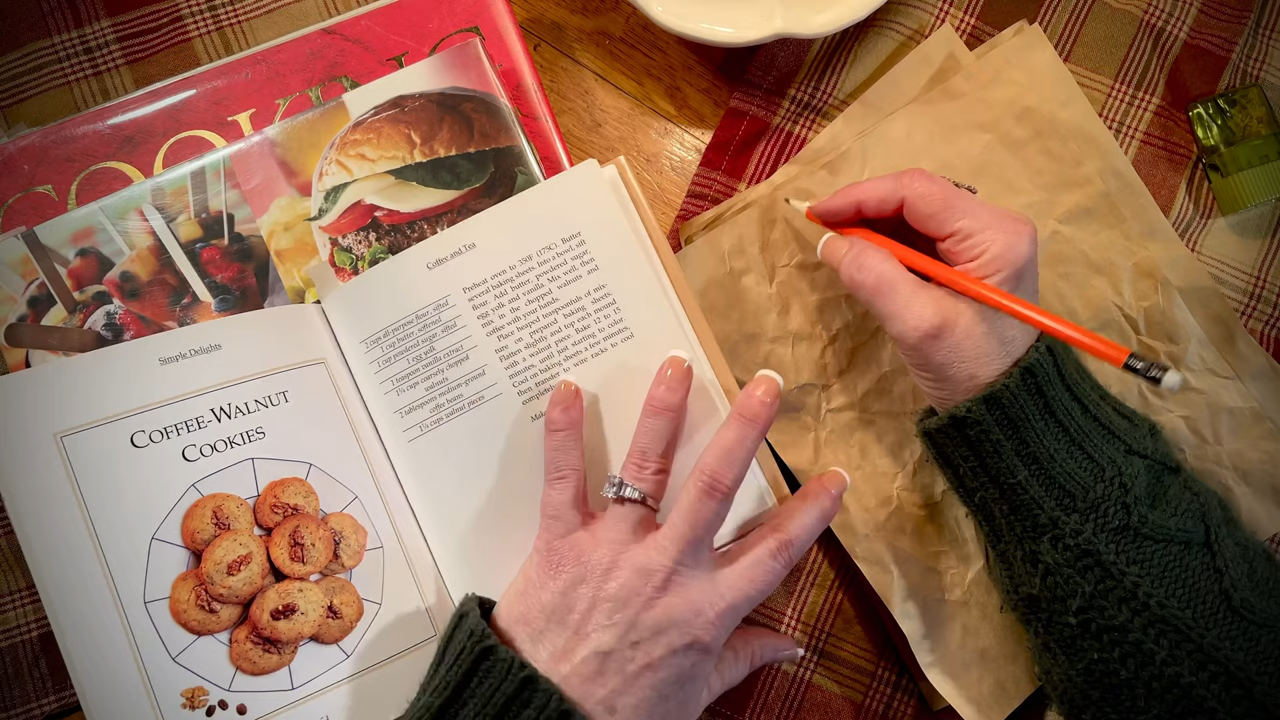 COOKING
Simple Delights
COFFEE-WALNUT
COOKIES
Coffee and Tea
2 cups all-purpose flour, sifted
1 cup butter, softened
1 cup powdered sugar, sifted
1 egg yolk
1 teaspoon vanilla extract
1¼ cups coarsely chopped
walnuts
2 tablespoons medium-ground
coffee beans
1¼ cups walnut pieces
Preheat oven to 350F (175C). Butter
several baking sheets. Into a bowl, sift
flour. Add butter, powdered sugar,
egg yolk and vanilla. Mix well, then
mix in the chopped walnuts and
coffee with your hands.
Place heaped teaspoonfuls of mix-
ture on prepared baking sheets.
Flatten slightly and top each mound
with a walnut piece. Bake 12 to 15
minutes, until just starting to color.
Cool on baking sheets a few minutes,
then transfer to wire racks to cool
completely.
Make